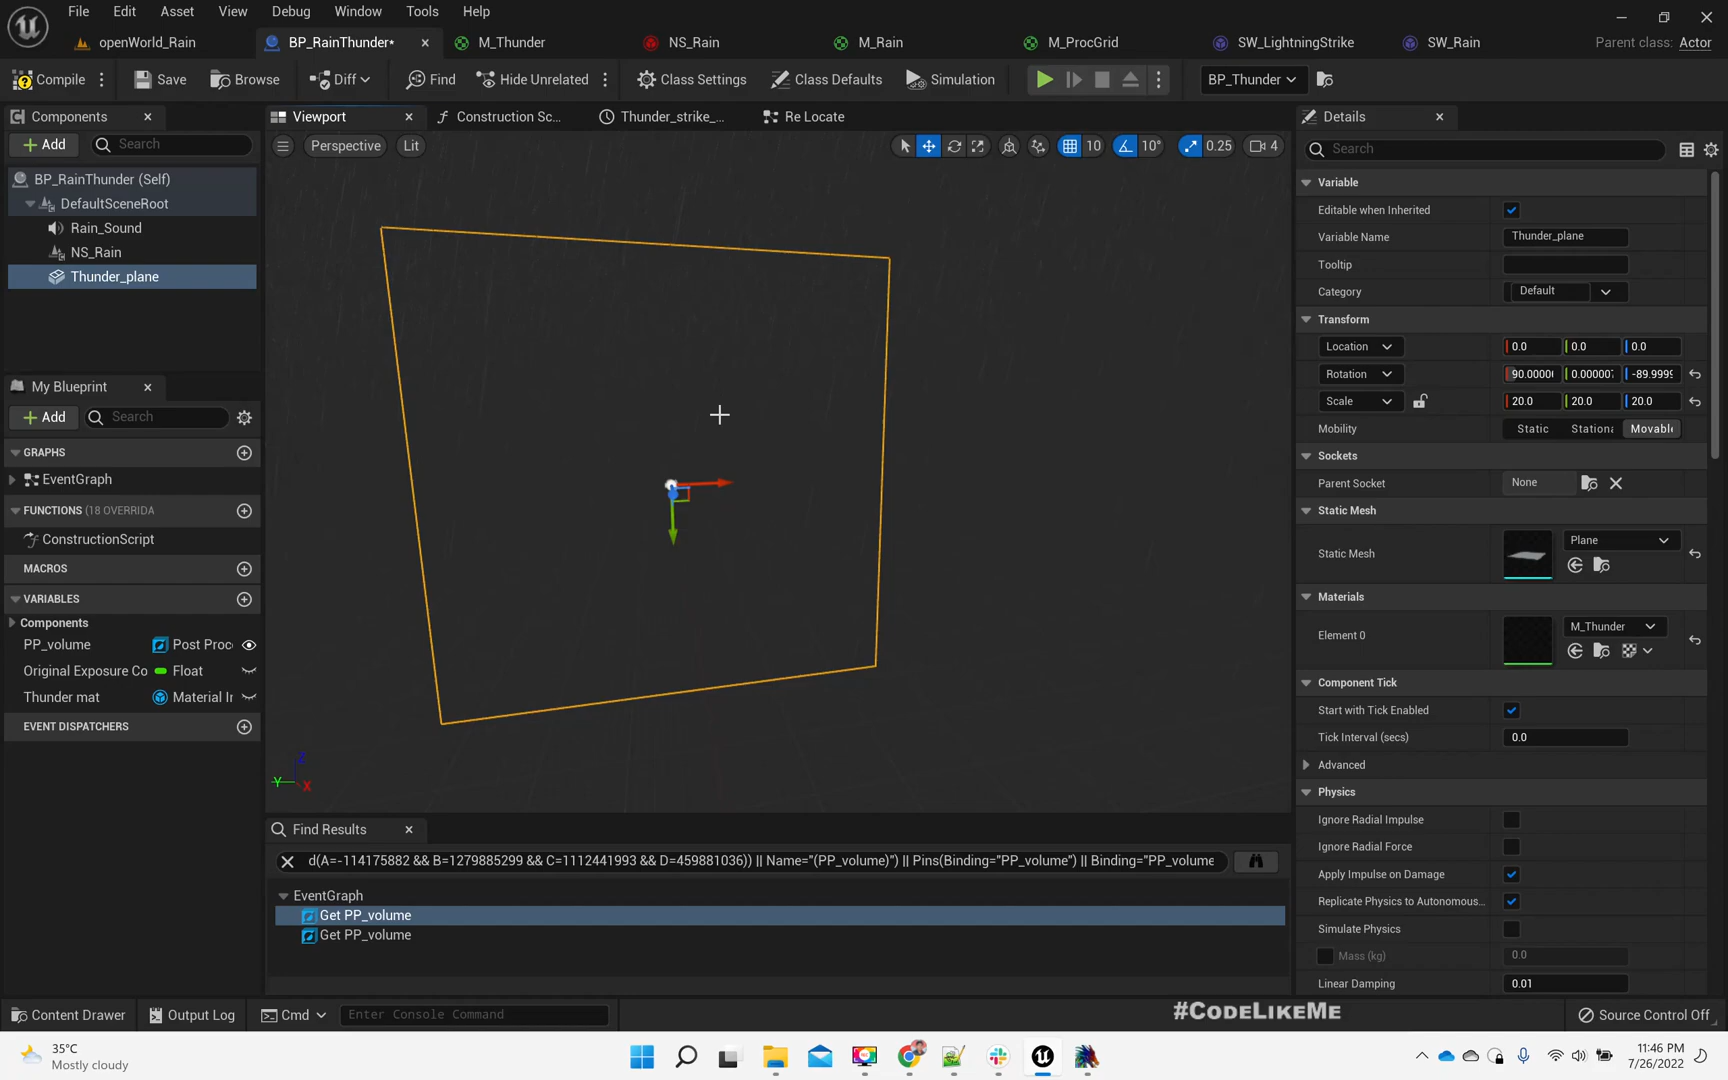 File Edit Asset View Debug Window Tools Help
openWorld_Rain BP_RainThunder* M_Thunder NS_Rain M_Rain M_ProcGrid SW_LightningStrike SW_Rain Parent class: Actor
Compile Save Browse Diff Find Hide Unrelated Class Settings Class Defaults Simulation BP_Thunder
Components
Add Search
BP_RainThunder (Self)
DefaultSceneRoot
Rain_Sound
NS_Rain
Thunder_plane
My Blueprint
Add Search
GRAPHS
EventGraph
FUNCTIONS (18 OVERRIDA
ConstructionScript
MACROS
VARIABLES
Components
PP_volume Post Proc
Original Exposure Co Float
Thunder mat Material Ir
EVENT DISPATCHERS
Viewport Construction Sc... Thunder_strike_... Re Locate
Perspective Lit 10 10° 0.25 4
Z
Y
X
Find Results
d(A=-114175882 && B=1279885299 && C=1112441993 && D=459881036)) || Name="(PP_volume)") || Pins(Binding="PP_volume") || Binding="PP_volume
EventGraph
Get PP_volume
Get PP_volume
Details
Search
Variable
Editable when Inherited
Variable Name Thunder_plane
Tooltip
Category Default
Transform
Location 0.0 0.0 0.0
Rotation 90.0000 0.00000 -89.999
Scale 20.0 20.0 20.0
Mobility Static Station Movabl
Sockets
Parent Socket None
Static Mesh
Static Mesh Plane
Materials
Element 0 M_Thunder
Component Tick
Start with Tick Enabled
Tick Interval (secs) 0.0
Advanced
Physics
Ignore Radial Impulse
Ignore Radial Force
Apply Impulse on Damage
Replicate Physics to Autonomous...
Simulate Physics
Mass (kg) 0.0
Linear Damping 0.01
Content Drawer Output Log Cmd Enter Console Command #CODELIKEME Source Control Off
35°C
Mostly cloudy
11:46 PM
7/26/2022